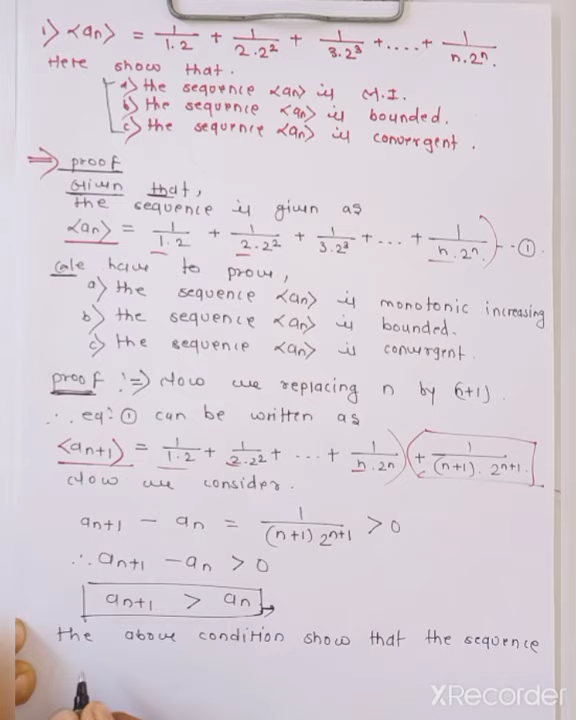 1) <an> = 1/1.2 + 1/2.2² + 1/3.2³ + .... + 1/n.2ⁿ.
Here show that.
a) the sequence <an> is M.I.
b) the sequence <an> is bounded.
c) the sequence <an> is convergent.
⇒ proof
Given that,
the sequence is given as
<an> = 1/1.2 + 1/2.2² + 1/3.2³ + ... + 1/n.2ⁿ) --- ①
We have to prove,
a) the sequence <an> is monotonic increasing
b) the sequence <an> is bounded.
c) the sequence <an> is convergent.
proof :⇒ Now we replacing n by (n+1).
∴ eqⁿ ① can be written as
<an+1> = 1/1.2 + 1/2.2² + ... + 1/n.2n) (+ 1/(n+1).2ⁿ⁺¹.
Now we consider.
an+1 - an = 1/(n+1) 2ⁿ⁺¹ > 0
∴ an+1 - an > 0
an+1 > an
the above condition show that the sequence
XRecorder